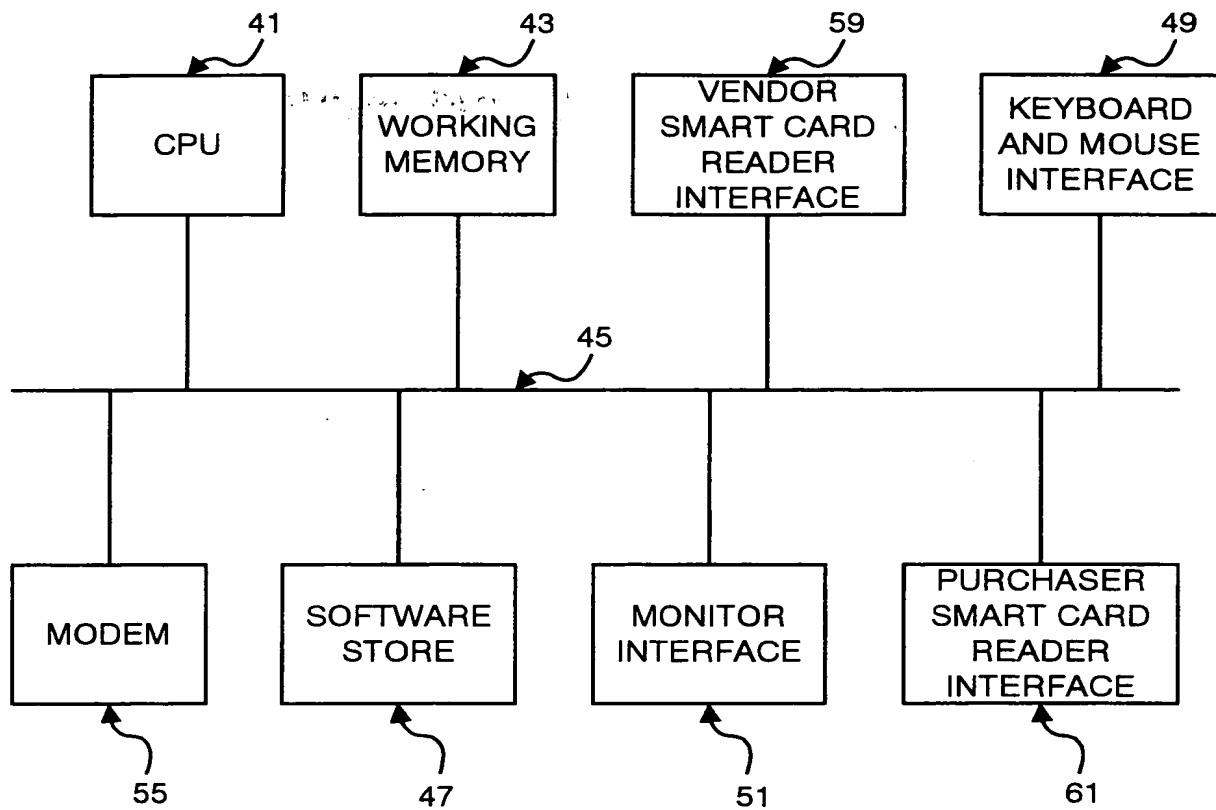 41
43
59
49
CPU
WORKING
MEMORY
VENDOR
SMART CARD
READER
INTERFACE
KEYBOARD
AND MOUSE
INTERFACE
45
MODEM
SOFTWARE
STORE
MONITOR
INTERFACE
PURCHASER
SMART CARD
READER
INTERFACE
55
47
51
61